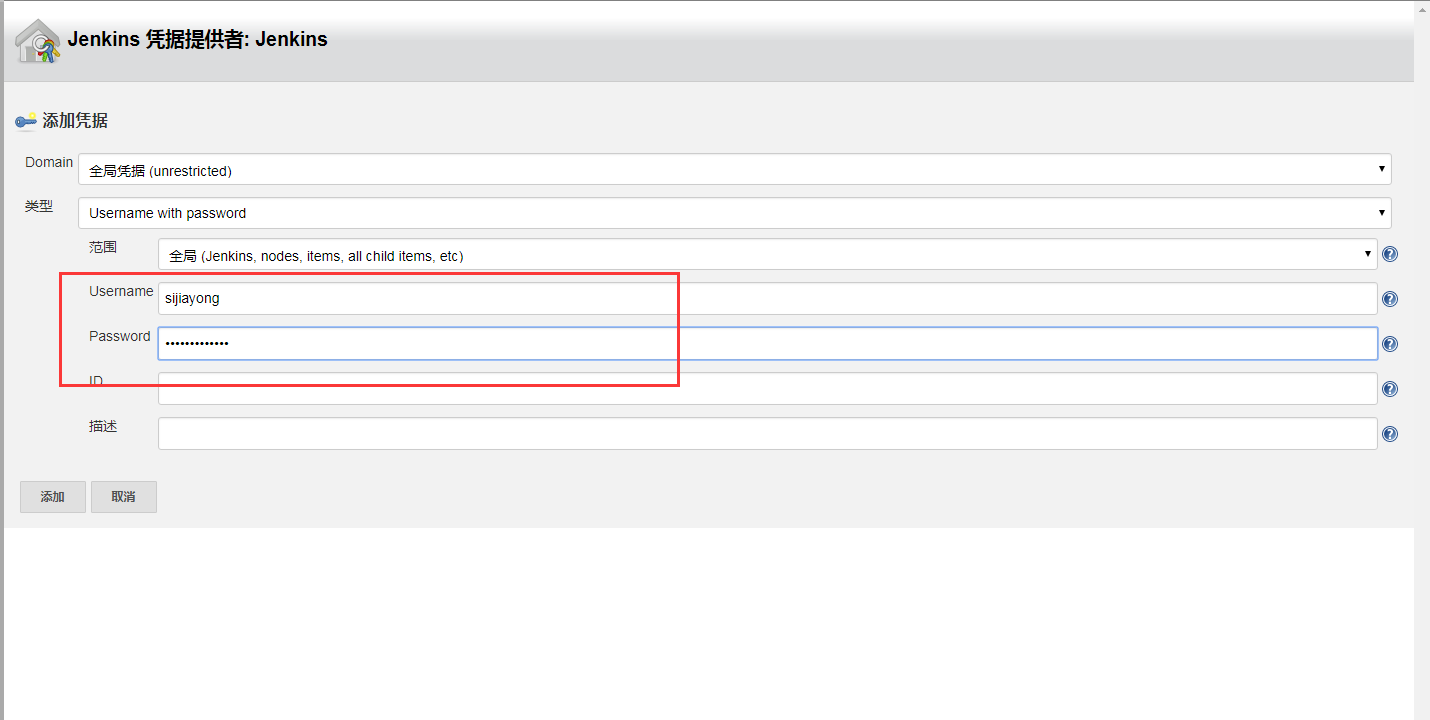 Jenkins 凭据提供者: Jenkins
添加凭据
Domain 全局凭据 (unrestricted)
类型 Username with password
范围 全局 (Jenkins, nodes, items, all child items, etc)
Username sijiayong
Password •••••••••••••
ID
描述
添加 取消